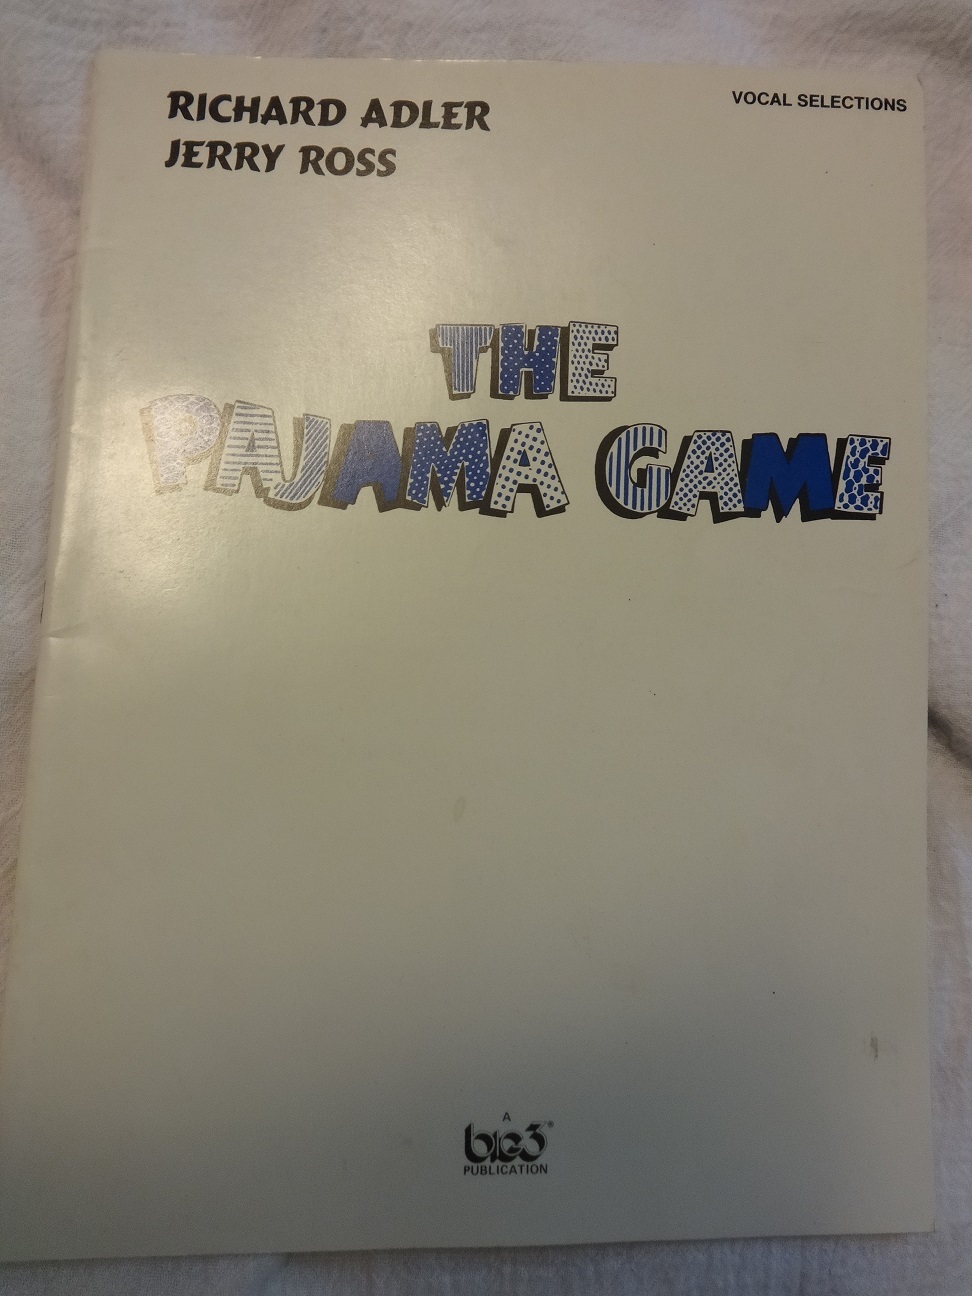 RICHARD ADLER
JERRY ROSS
VOCAL SELECTIONS
THE
PAJAMA GAME
A
big3®
PUBLICATION